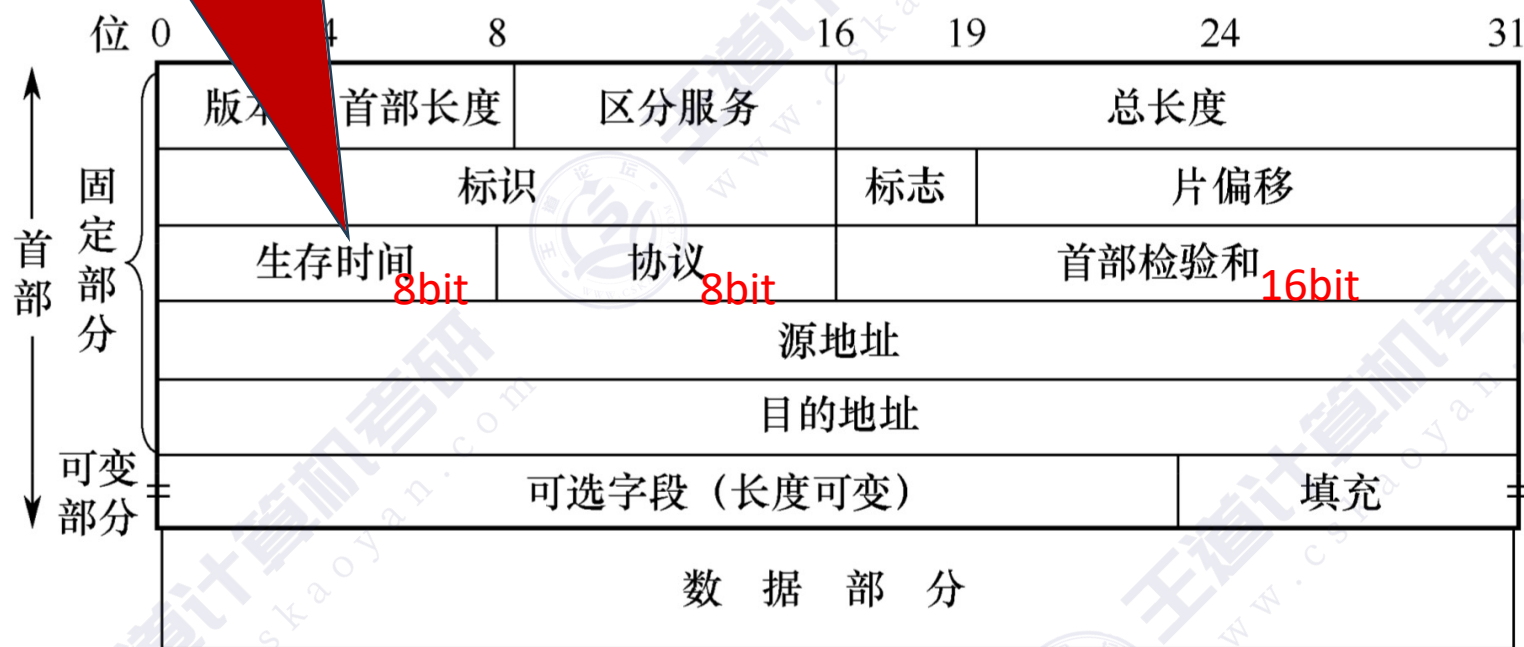 位 0 4 8 16 19 24 31
版本 首部长度 区分服务 总长度
标识 标志 片偏移
生存时间 8bit 协议 8bit 首部检验和 16bit
源地址
目的地址
可选字段（长度可变） 填充
数据部分
首部
固定部分
可变部分
王道计算机考研
www.cskaoyan.com